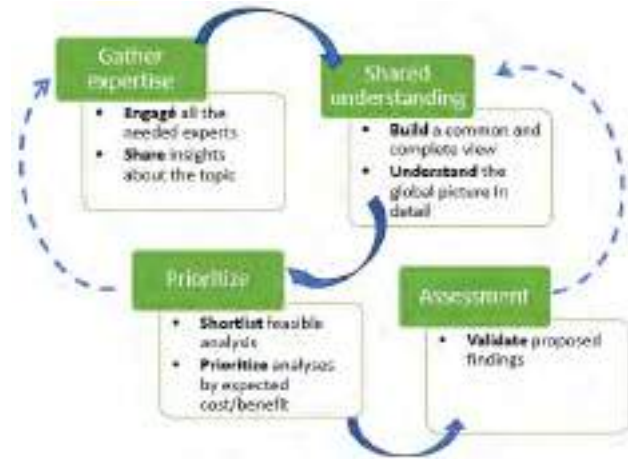 Gather
expertise
• Engage all the
needed experts
• Share insights
about the topic
Shared
understanding
• Build a common and
complete view
• Understand the
global picture in
detail
Prioritize
• Shortlist feasible
analysis
• Prioritize analyses
by expected
cost/benefit
Assessment
• Validate proposed
findings